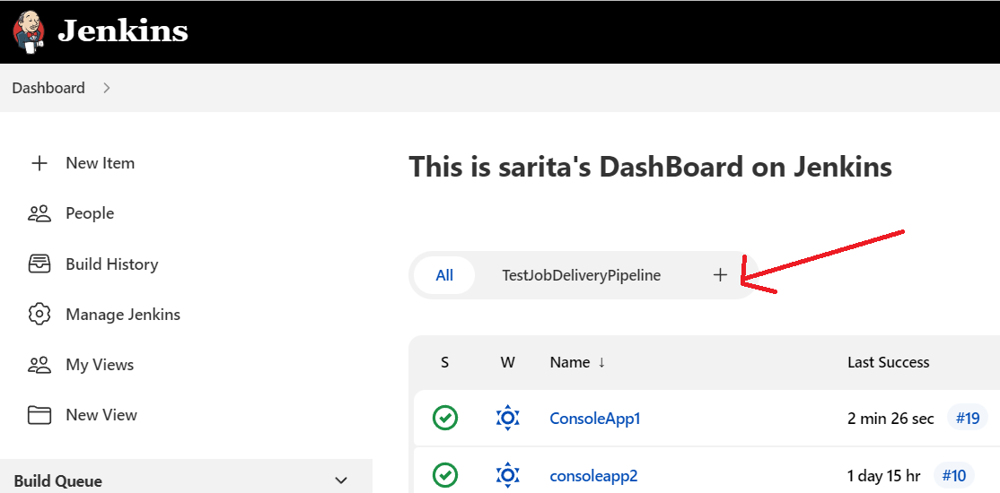 Jenkins
Dashboard
New Item
People
Build History
Manage Jenkins
My Views
New View
Build Queue
This is sarita's DashBoard on Jenkins
All TestJobDeliveryPipeline +
S W Name ↓ Last Success
ConsoleApp1 2 min 26 sec #19
consoleapp2 1 day 15 hr #10